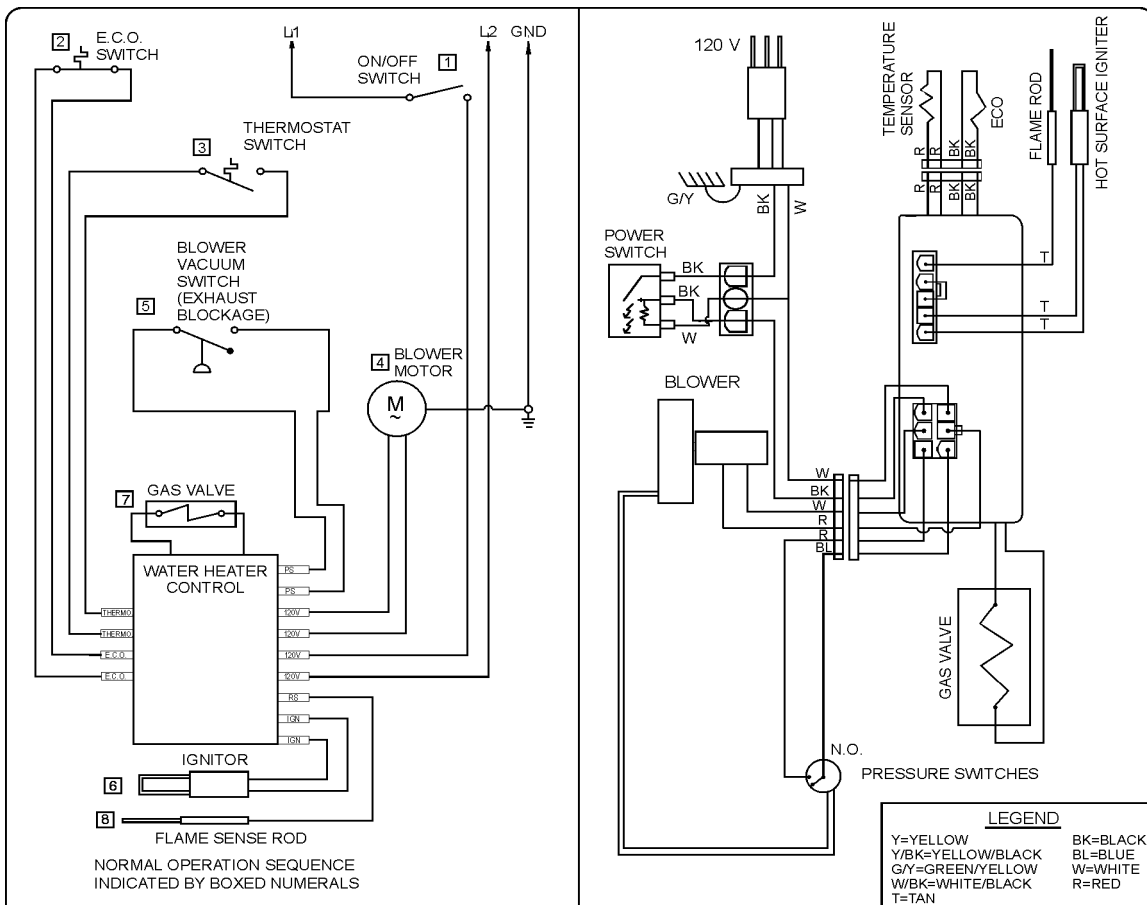 2
E.C.O.
SWITCH
L1
L2
GND
ON/OFF
SWITCH
1
THERMOSTAT
SWITCH
3
BLOWER
VACUUM
SWITCH
(EXHAUST
BLOCKAGE)
5
4
BLOWER
MOTOR
M
~
7
GAS VALVE
WATER HEATER
CONTROL
PS
PS
THERMO.
120V
THERMO.
120V
E.C.O.
120V
E.C.O.
120V
RS
IGN
IGN
IGNITOR
6
8
FLAME SENSE ROD
NORMAL OPERATION SEQUENCE
INDICATED BY BOXED NUMERALS
120 V
G/Y
BK
W
POWER
SWITCH
BK
BK
W
TEMPERATURE
SENSOR
ECO
R
R
BK
BK
R
R
BK
BK
FLAME ROD
HOT SURFACE IGNITER
T
T
T
BLOWER
W
BK
W
R
R
BL
GAS VALVE
N.O.
PRESSURE SWITCHES
LEGEND
Y=YELLOW
Y/BK=YELLOW/BLACK
G/Y=GREEN/YELLOW
W/BK=WHITE/BLACK
T=TAN
BK=BLACK
BL=BLUE
W=WHITE
R=RED